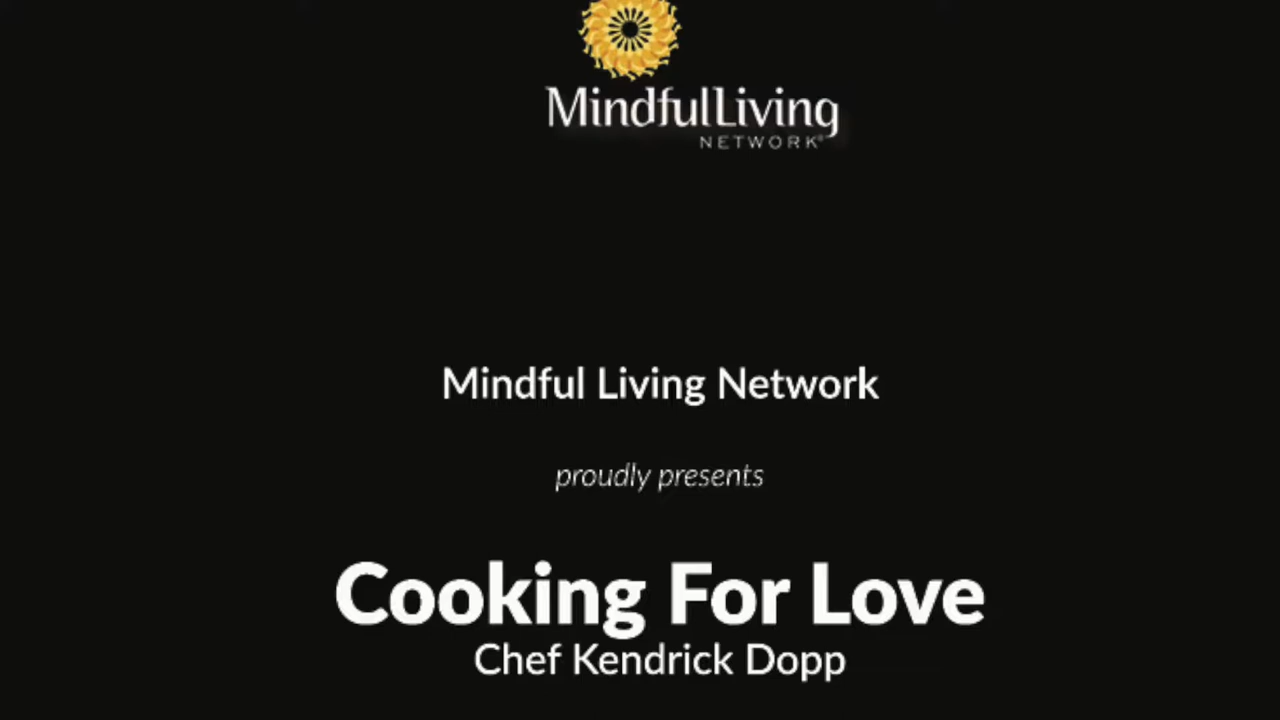 MindfulLiving
NETWORK®
Mindful Living Network
proudly presents
Cooking For Love
Chef Kendrick Dopp